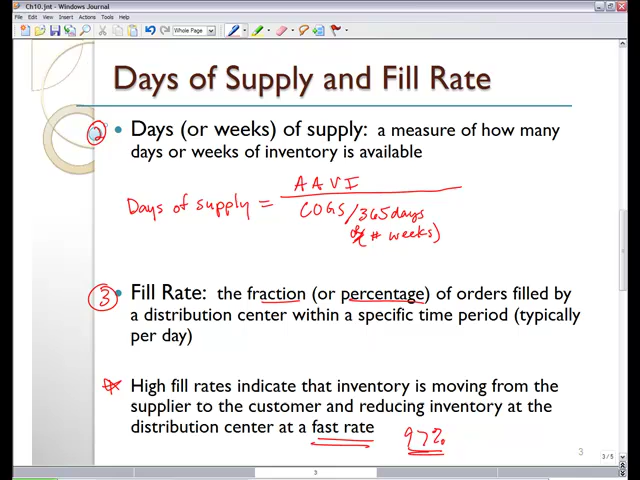 Ch10.jnt - Windows Journal
File Edit View Insert Actions Tools Help
Whole Page
Days of Supply and Fill Rate
2 • Days (or weeks) of supply: a measure of how many
days or weeks of inventory is available
AAVI
Days of supply = COGS/365 days
(or # weeks)
3 • Fill Rate: the fraction (or percentage) of orders filled by
a distribution center within a specific time period (typically
per day)
High fill rates indicate that inventory is moving from the
supplier to the customer and reducing inventory at the
distribution center at a fast rate 97%
3
3 / 5
3